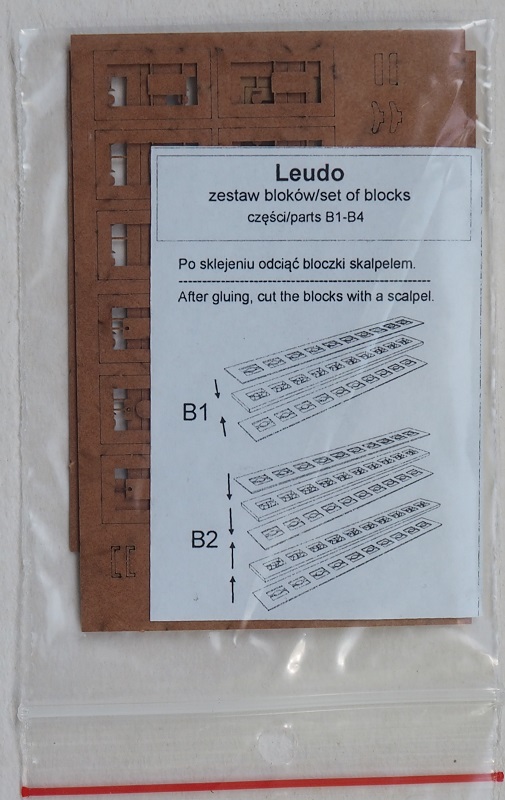 Leudo
zestaw bloków/set of blocks
części/parts B1-B4
Po sklejeniu odciąć bloczki skalpelem.
After gluing, cut the blocks with a scalpel.
B1
B2